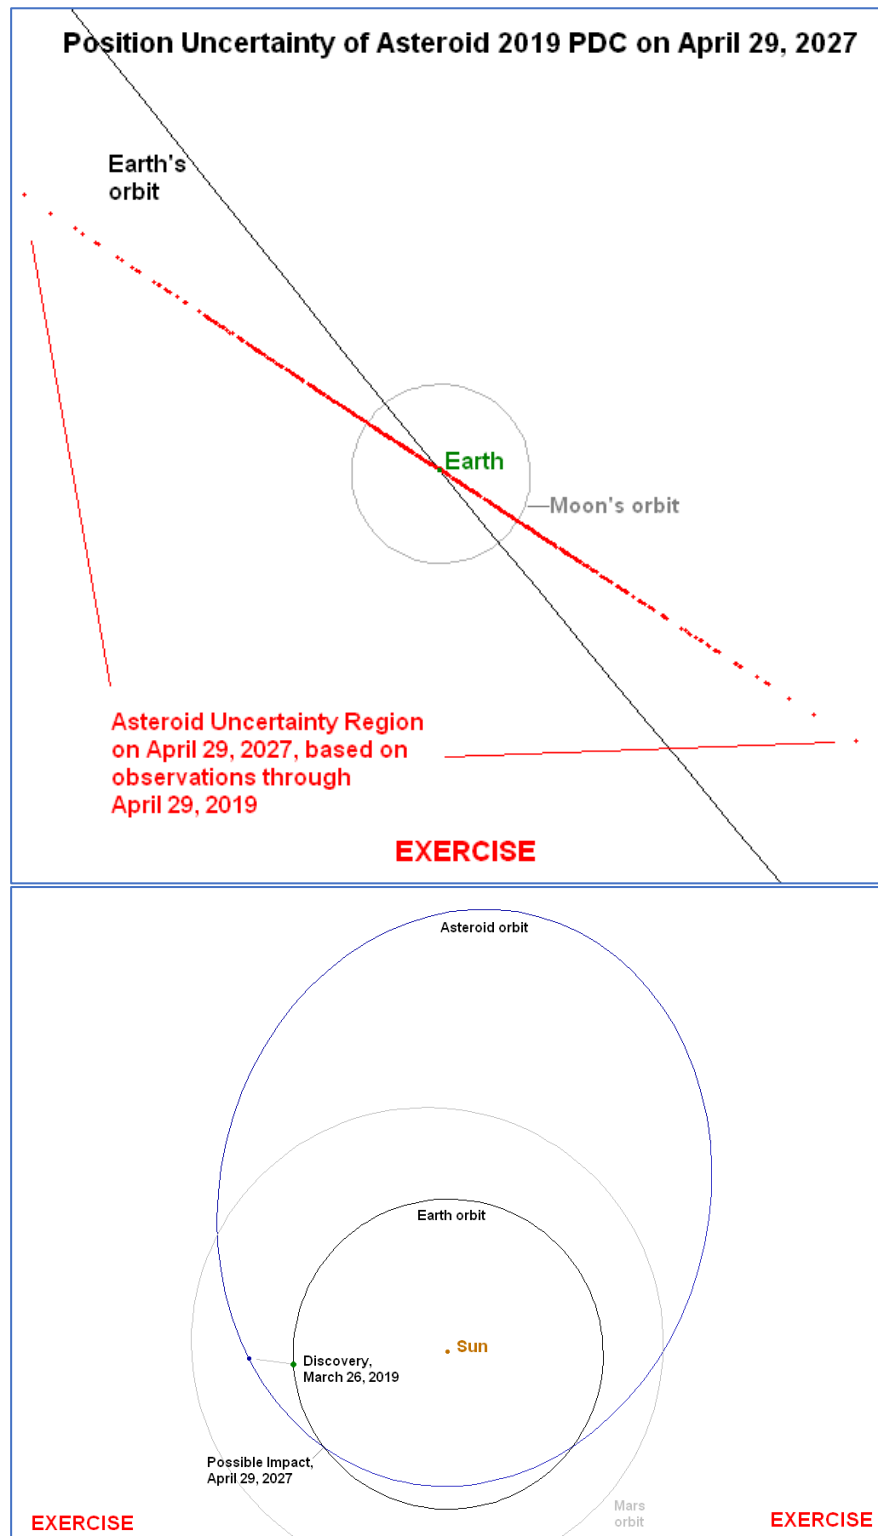 Position Uncertainty of Asteroid 2019 PDC on April 29, 2027
Earth's
orbit
Earth
Moon's orbit
Asteroid Uncertainty Region
on April 29, 2027, based on
observations through
April 29, 2019
EXERCISE
Asteroid orbit
Earth orbit
Sun
Discovery,
March 26, 2019
Possible Impact,
April 29, 2027
Mars
orbit
EXERCISE
EXERCISE